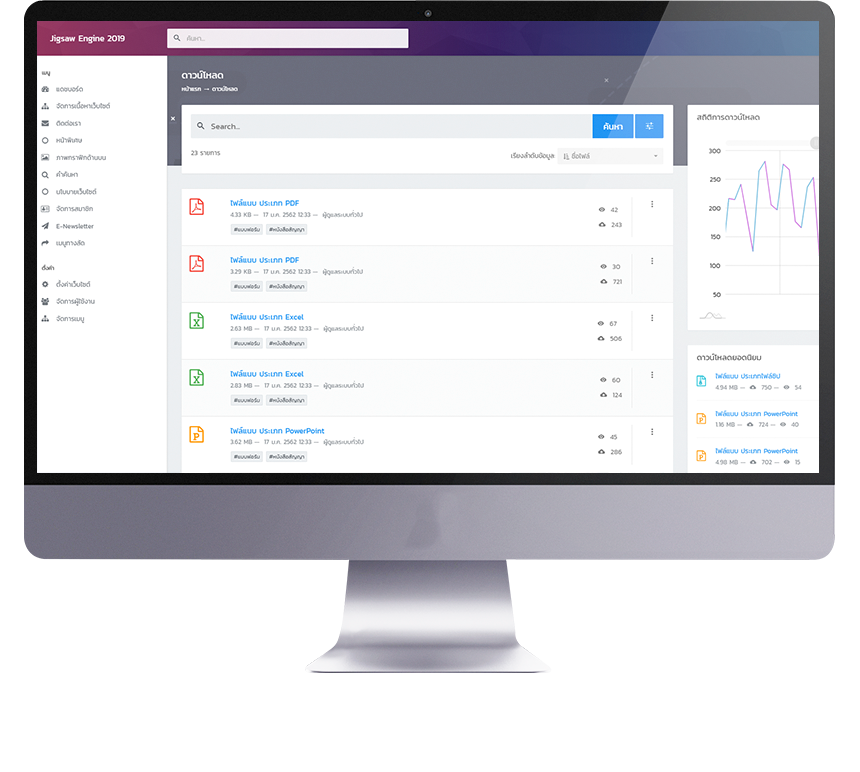 Jigsaw Engine 2019
ค้นหา...
เมนู
แดชบอร์ด
จัดการเนื้อหาเว็บไซต์
ติดต่อเรา
หน้าพิเศษ
ภาพกราฟิกด้านบน
คำค้นหา
นโยบายเว็บไซต์
จัดการสมาชิก
E-Newsletter
เมนูทางลัด
ตั้งค่า
ตั้งค่าเว็บไซต์
จัดการผู้ใช้งาน
จัดการเมนู
ดาวน์โหลด
หน้าแรก → ดาวน์โหลด
Search...
ค้นหา
23 รายการ
เรียงลำดับข้อมูล
ชื่อไฟล์
ไฟล์แบบ ประเภท PDF
4.33 KB — 17 ม.ค. 2562 12:33 — ผู้ดูแลระบบทั่วไป
#แบบฟอร์ม #หนังสือสัญญา
42
243
ไฟล์แบบ ประเภท PDF
3.29 KB — 17 ม.ค. 2562 12:33 — ผู้ดูแลระบบทั่วไป
#แบบฟอร์ม #หนังสือสัญญา
30
721
ไฟล์แบบ ประเภท Excel
2.63 MB — 17 ม.ค. 2562 12:33 — ผู้ดูแลระบบทั่วไป
#แบบฟอร์ม #หนังสือสัญญา
67
506
ไฟล์แบบ ประเภท Excel
2.83 MB — 17 ม.ค. 2562 12:33 — ผู้ดูแลระบบทั่วไป
#แบบฟอร์ม #หนังสือสัญญา
60
124
ไฟล์แบบ ประเภท PowerPoint
3.62 MB — 17 ม.ค. 2562 12:33 — ผู้ดูแลระบบทั่วไป
#แบบฟอร์ม #หนังสือสัญญา
45
286
สถิติการดาวน์โหลด
300
250
200
150
100
50
ดาวน์โหลดยอดนิยม
ไฟล์แบบ ประเภทไฟล์ซิป
4.94 MB — 750 — 54
ไฟล์แบบ ประเภท PowerPoint
1.16 MB — 724 — 40
ไฟล์แบบ ประเภท PowerPoint
4.98 MB — 702 — 15